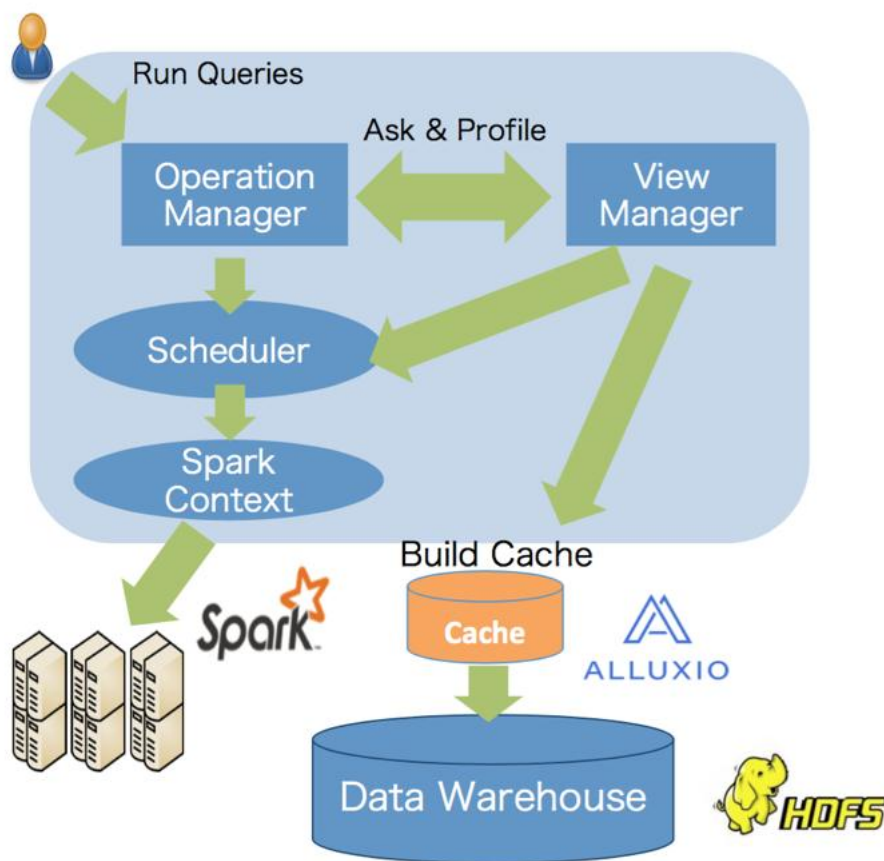 Run Queries
Ask & Profile
Operation
Manager
View
Manager
Scheduler
Spark
Context
Build Cache
Spark
Cache
ALLUXIO
Data Warehouse
HDFS